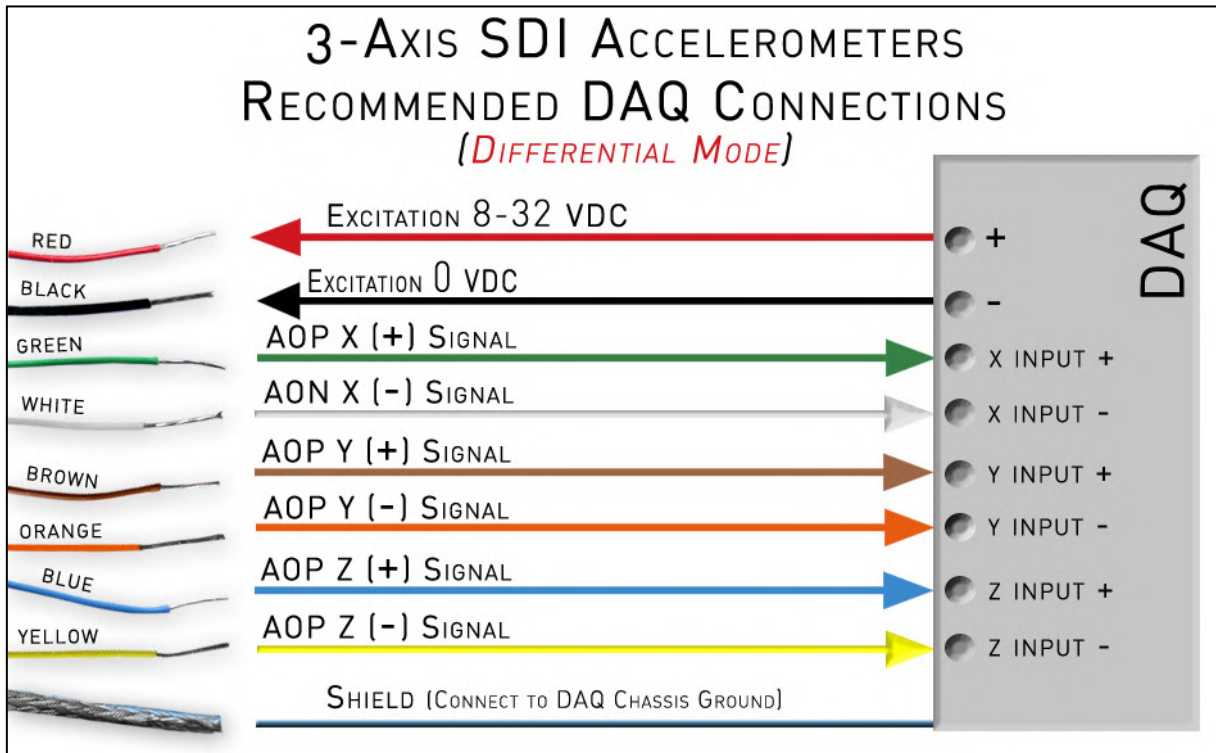 3-Axis SDI Accelerometers
Recommended DAQ Connections
(Differential Mode)
DAQ
RED
Excitation 8-32 VDC
+
BLACK
Excitation 0 VDC
-
GREEN
AOP X (+) Signal
X INPUT +
WHITE
AON X (-) Signal
X INPUT -
BROWN
AOP Y (+) Signal
Y INPUT +
ORANGE
AOP Y (-) Signal
Y INPUT -
BLUE
AOP Z (+) Signal
Z INPUT +
YELLOW
AOP Z (-) Signal
Z INPUT -
Shield (Connect to DAQ Chassis Ground)